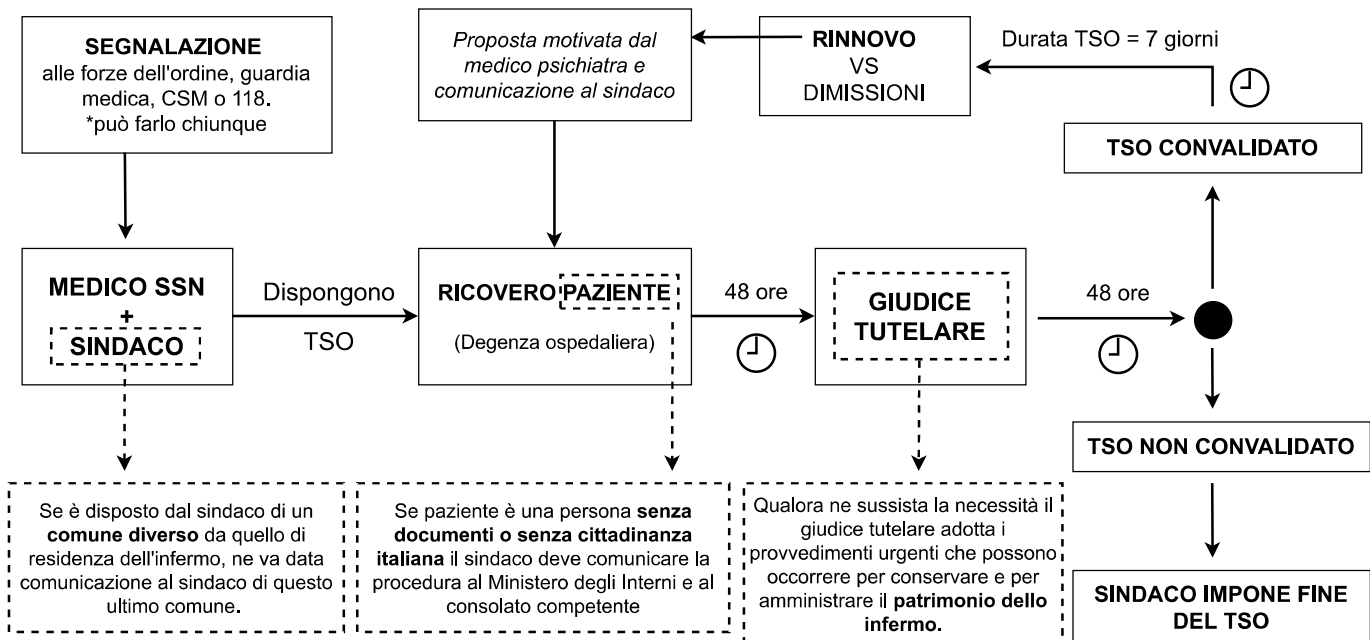 SEGNALAZIONE
alle forze dell'ordine, guardia
medica, CSM o 118.
*può farlo chiunque
Proposta motivata dal
medico psichiatra e
comunicazione al sindaco
RINNOVO
VS
DIMISSIONI
Durata TSO = 7 giorni
TSO CONVALIDATO
MEDICO SSN
+
SINDACO
Dispongono
TSO
RICOVERO PAZIENTE
(Degenza ospedaliera)
48 ore
GIUDICE
TUTELARE
48 ore
TSO NON CONVALIDATO
SINDACO IMPONE FINE
DEL TSO
Se è disposto dal sindaco di un
comune diverso da quello di
residenza dell'infermo, ne va data
comunicazione al sindaco di questo
ultimo comune.
Se paziente è una persona senza
documenti o senza cittadinanza
italiana il sindaco deve comunicare la
procedura al Ministero degli Interni e al
consolato competente
Qualora ne sussista la necessità il
giudice tutelare adotta i
provvedimenti urgenti che possono
occorrere per conservare e per
amministrare il patrimonio dello
infermo.